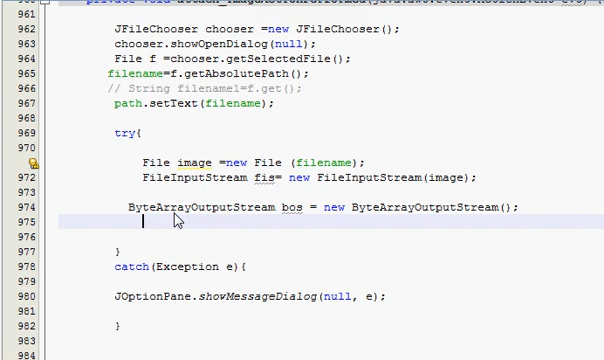 960
961
962 JFileChooser chooser =new JFileChooser();
963 chooser.showOpenDialog(null);
964 File f =chooser.getSelectedFile();
965 filename=f.getAbsolutePath();
966 // String filename1=f.get();
967 path.setText(filename);
968
969 try{
970
File image =new File (filename);
972 FileInputStream fis= new FileInputStream(image);
973
974 ByteArrayOutputStream bos = new ByteArrayOutputStream();
975
976
977 }
978 catch(Exception e){
979
980 JOptionPane.showMessageDialog(null, e);
981
982 }
983
984